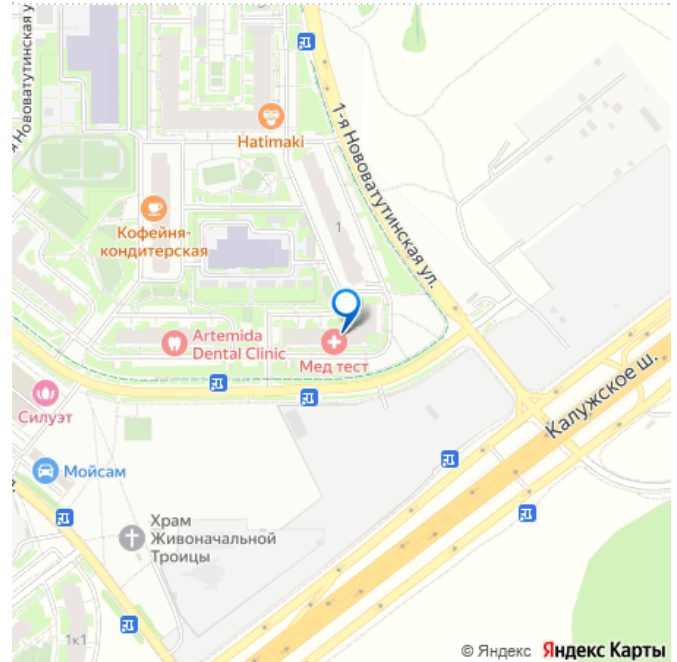 Нововатутинская у
Hatimaki
1-я Нововатутинская ул.
Кофейня-
кондитерская
1
Artemida
Dental Clinic
Мед тест
Калужское ш.
Силуэт
Мойсам
Храм
Живоначальной
Троицы
1к1
© Яндекс Яндекс Карты